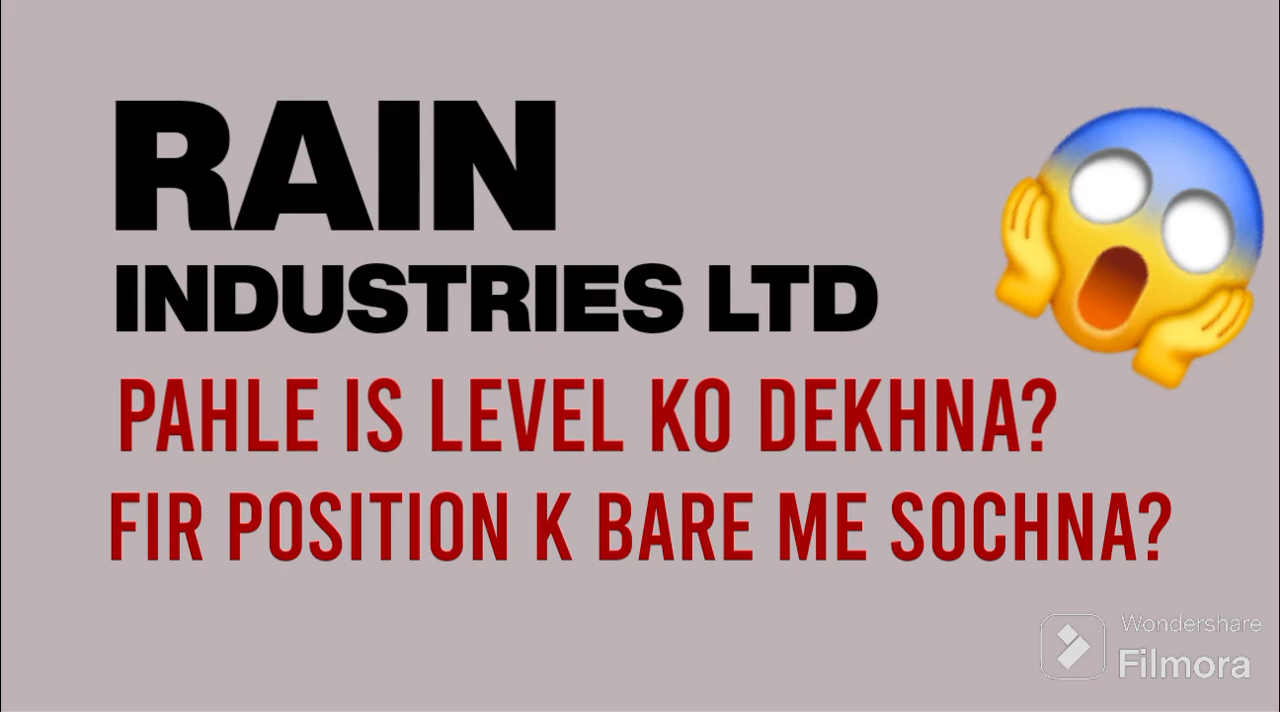 RAIN
INDUSTRIES LTD
PAHLE IS LEVEL KO DEKHNA?
FIR POSITION K BARE ME SOCHNA?
Wondershare
Filmora